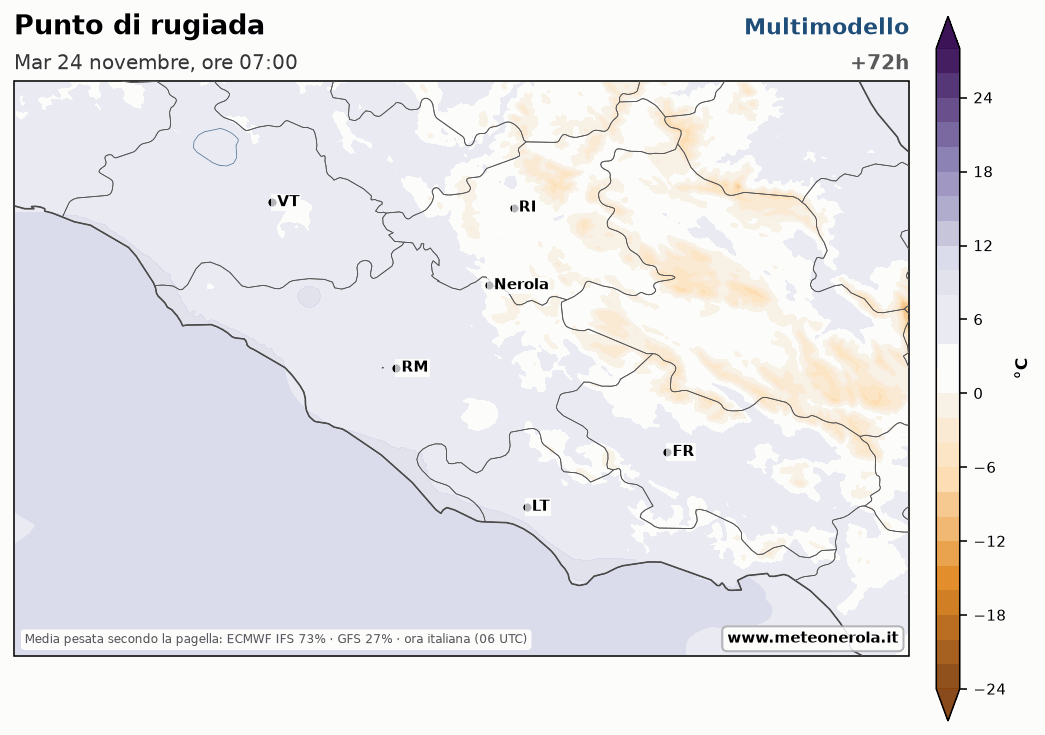 Punto di rugiada
Multimodello
Mar 24 novembre, ore 07:00
+72h
VT
RI
Nerola
RM
FR
LT
24
18
12
6
0
−6
−12
−18
−24
°C
Media pesata secondo la pagella: ECMWF IFS 73% · GFS 27% · ora italiana (06 UTC)
www.meteonerola.it